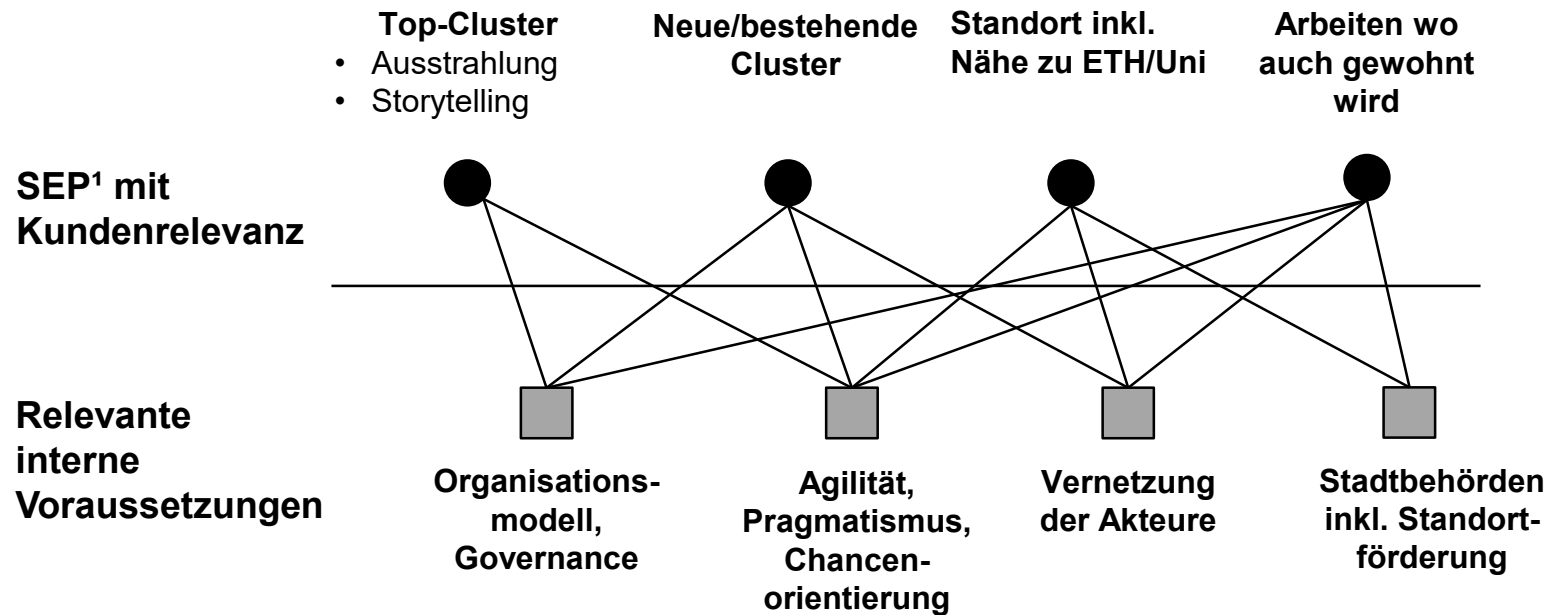 Top-Cluster
• Ausstrahlung
• Storytelling
Neue/bestehende
Cluster
Standort inkl.
Nähe zu ETH/Uni
Arbeiten wo
auch gewohnt
wird
SEP¹ mit
Kundenrelevanz
Relevante
interne
Voraussetzungen
Organisations-
modell,
Governance
Agilität,
Pragmatismus,
Chancen-
orientierung
Vernetzung
der Akteure
Stadtbehörden
inkl. Standort-
förderung